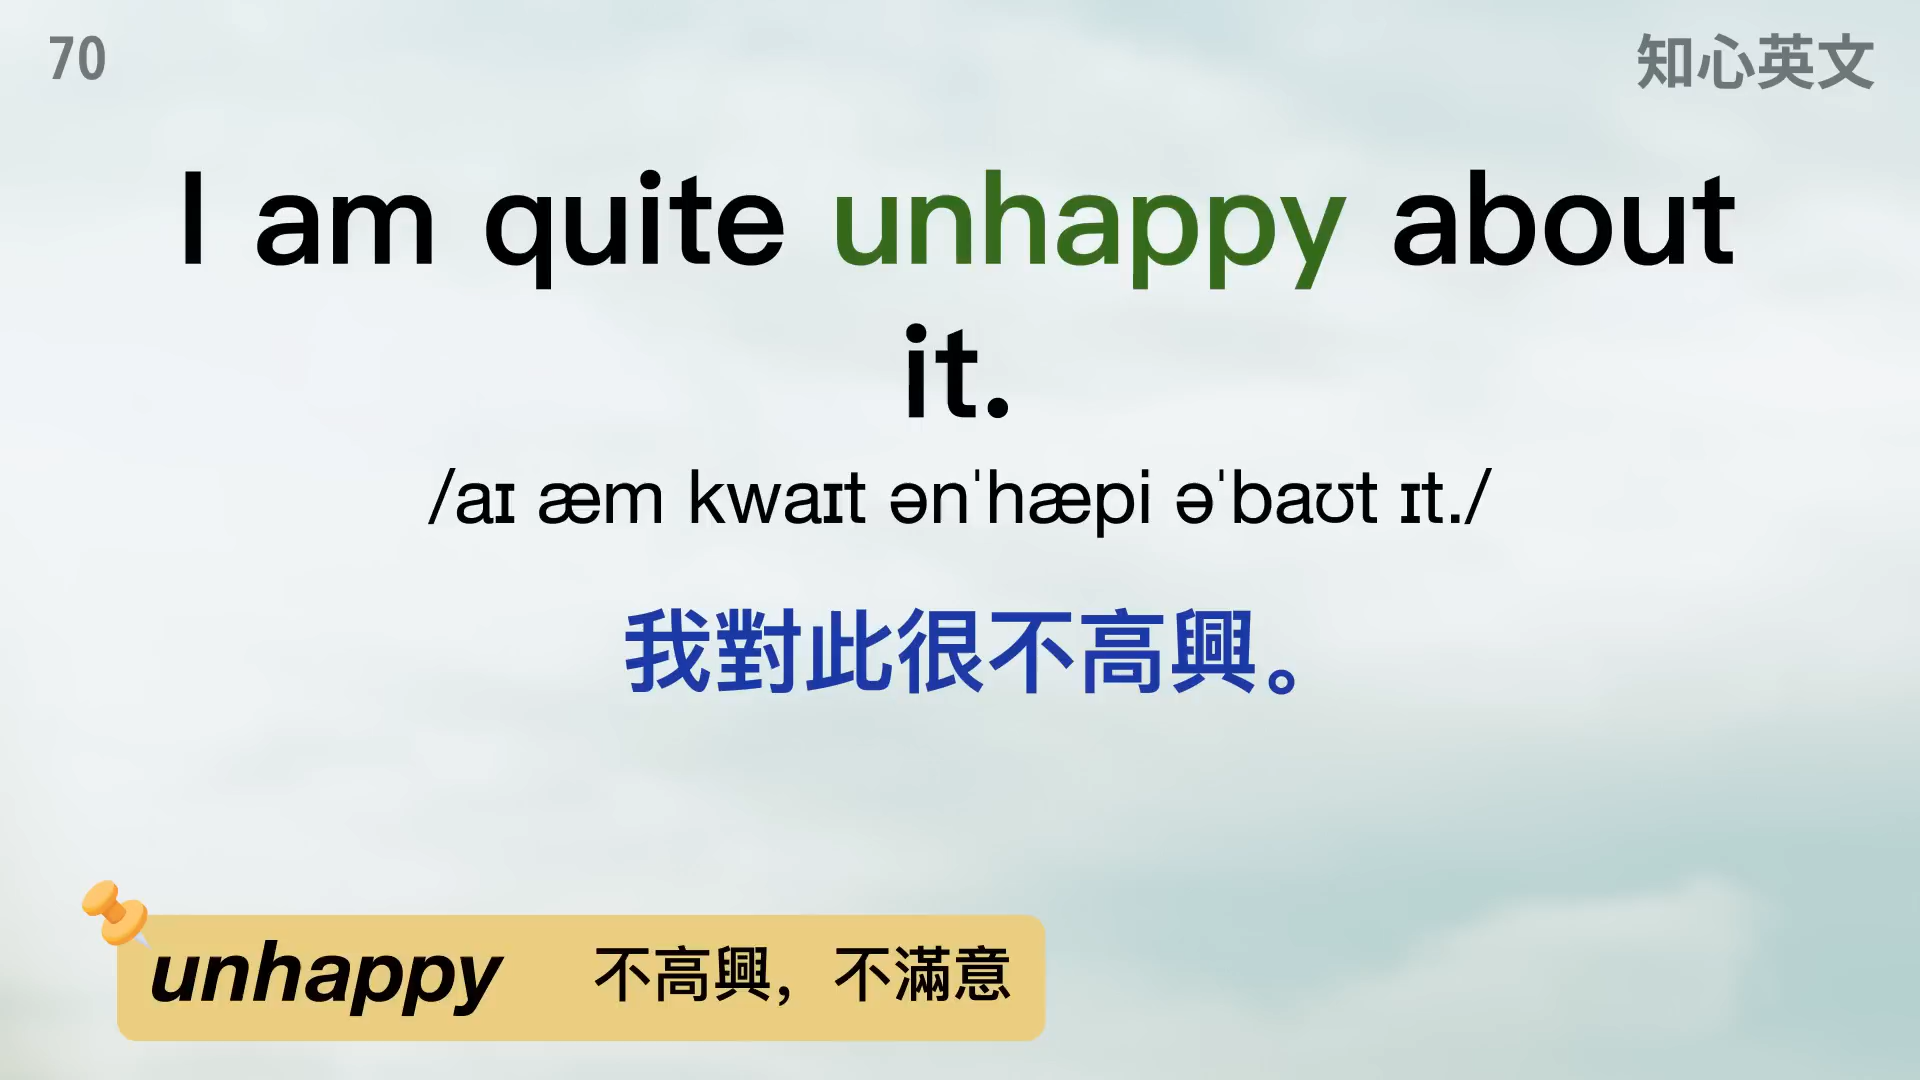 70
知心英文
I am quite unhappy about
it.
/aɪ æm kwaɪt ənˈhæpi əˈbaʊt ɪt./
我對此很不高興。
unhappy 不高興，不滿意